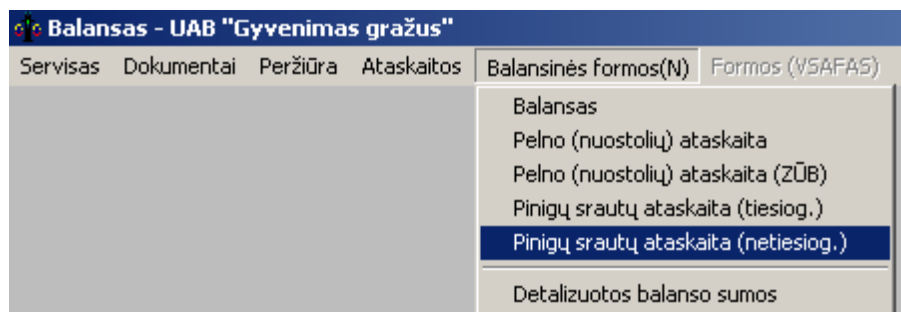 Balansas - UAB "Gyvenimas gražus"
Servisas Dokumentai Peržiūra Ataskaitos Balansinės formos(N) Formos (VSAFAS)
Balansas
Pelno (nuostolių) ataskaita
Pelno (nuostolių) ataskaita (ZŪB)
Pinigų srautų ataskaita (tiesiog.)
Pinigų srautų ataskaita (netiesiog.)
Detalizuotos balanso sumos